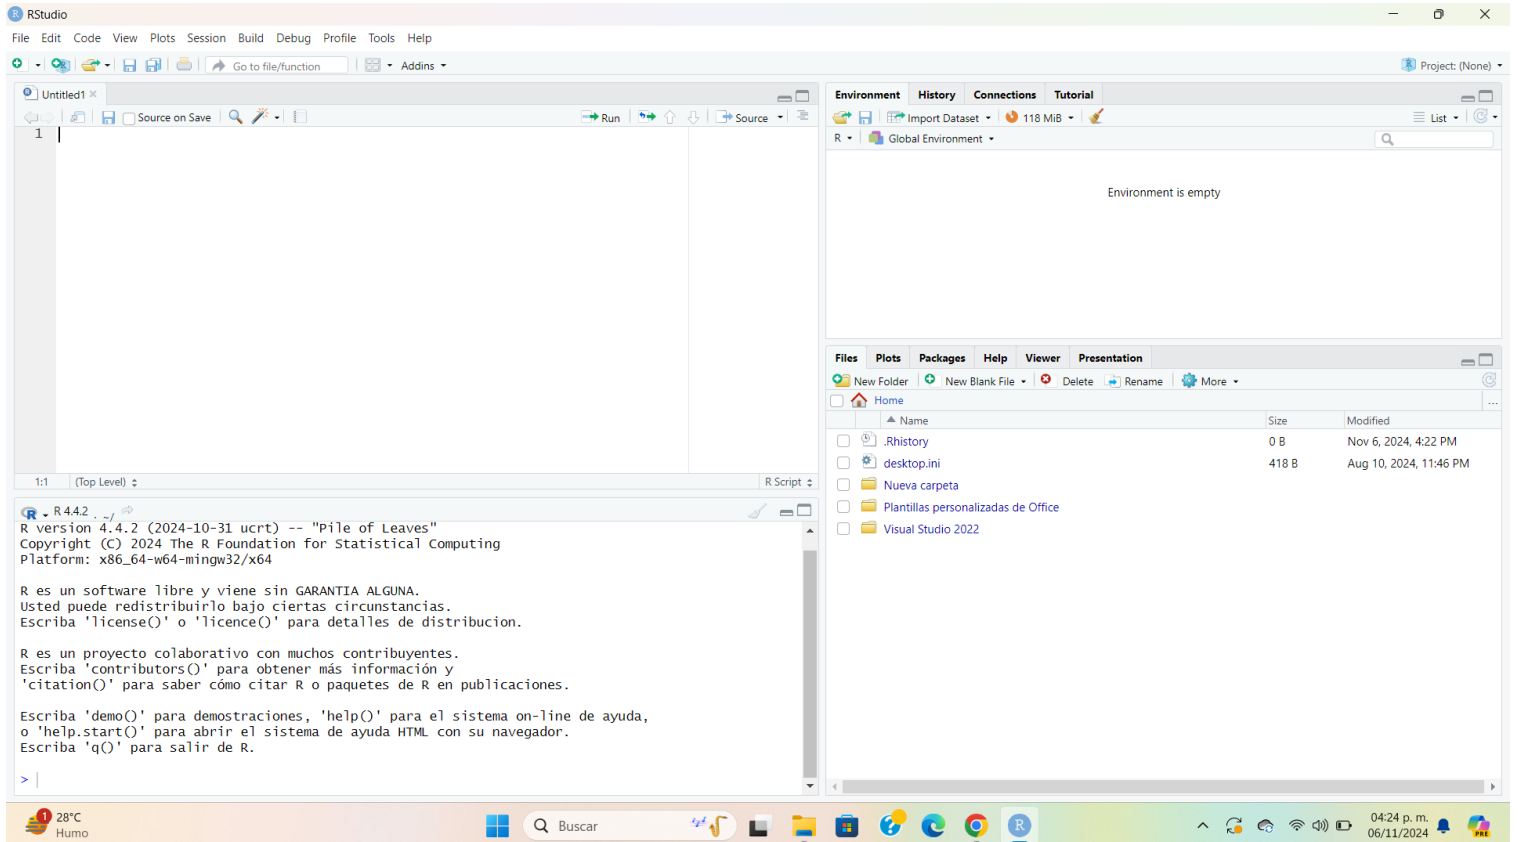 RStudio
File Edit Code View Plots Session Build Debug Profile Tools Help
Go to file/function Addins Project: (None)
Untitled1
Source on Save Run Source
1
1:1 (Top Level) R Script
R 4.4.2 . ~/
R version 4.4.2 (2024-10-31 ucrt) -- "Pile of Leaves"
Copyright (C) 2024 The R Foundation for Statistical Computing
Platform: x86_64-w64-mingw32/x64
R es un software libre y viene sin GARANTIA ALGUNA.
Usted puede redistribuirlo bajo ciertas circunstancias.
Escriba 'license()' o 'licence()' para detalles de distribucion.
R es un proyecto colaborativo con muchos contribuyentes.
Escriba 'contributors()' para obtener más información y
'citation()' para saber cómo citar R o paquetes de R en publicaciones.
Escriba 'demo()' para demostraciones, 'help()' para el sistema on-line de ayuda,
o 'help.start()' para abrir el sistema de ayuda HTML con su navegador.
Escriba 'q()' para salir de R.
>
Environment History Connections Tutorial
Import Dataset 118 MiB List
R Global Environment
Environment is empty
Files Plots Packages Help Viewer Presentation
New Folder New Blank File Delete Rename More
Home ...
Name Size Modified
.Rhistory 0 B Nov 6, 2024, 4:22 PM
desktop.ini 418 B Aug 10, 2024, 11:46 PM
Nueva carpeta
Plantillas personalizadas de Office
Visual Studio 2022
1 28°C
Humo
Buscar
PRE
04:24 p. m.
06/11/2024